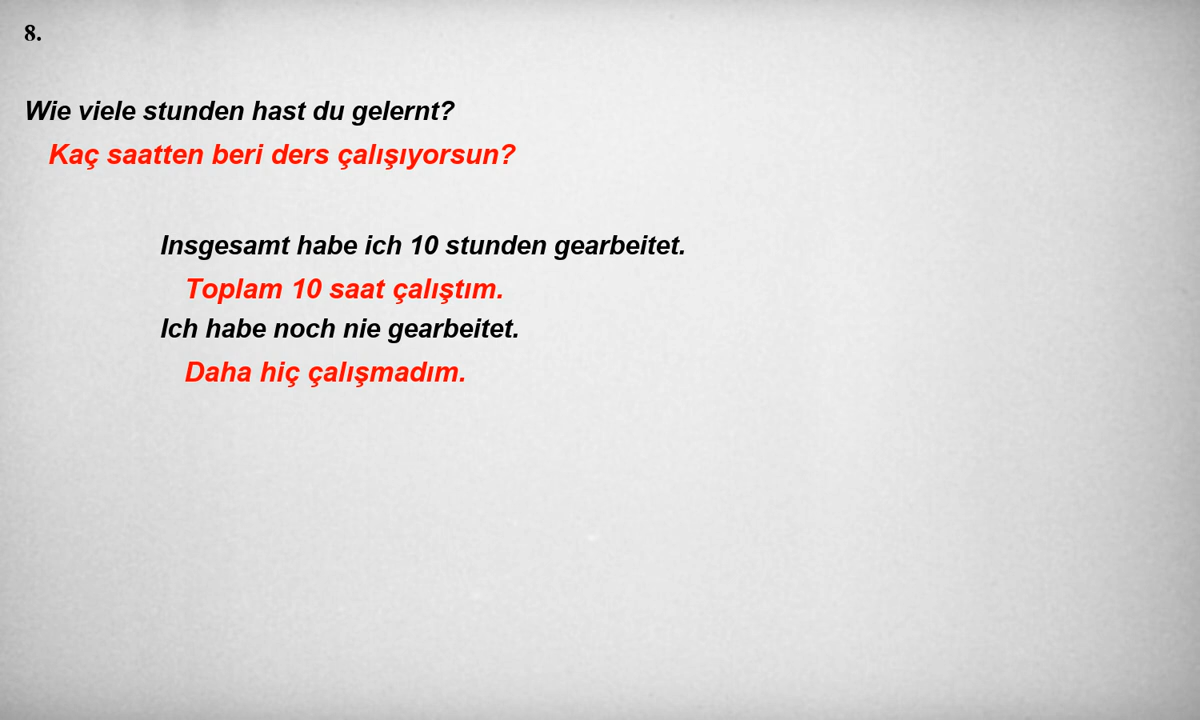 8.
Wie viele stunden hast du gelernt?
Kaç saatten beri ders çalışıyorsun?
Insgesamt habe ich 10 stunden gearbeitet.
Toplam 10 saat çalıştım.
Ich habe noch nie gearbeitet.
Daha hiç çalışmadım.